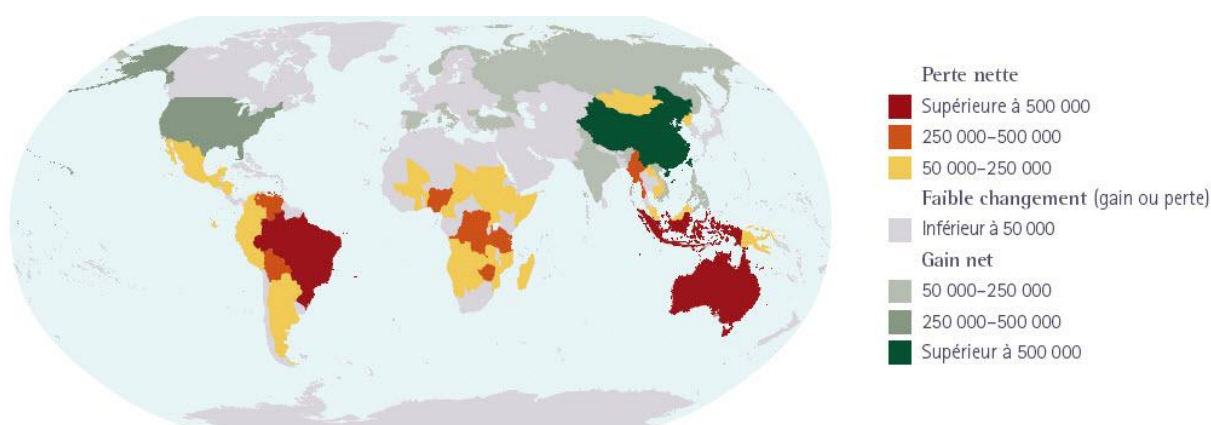 Perte nette
Supérieure à 500 000
250 000–500 000
50 000–250 000
Faible changement (gain ou perte)
Inférieur à 50 000
Gain net
50 000–250 000
250 000–500 000
Supérieur à 500 000